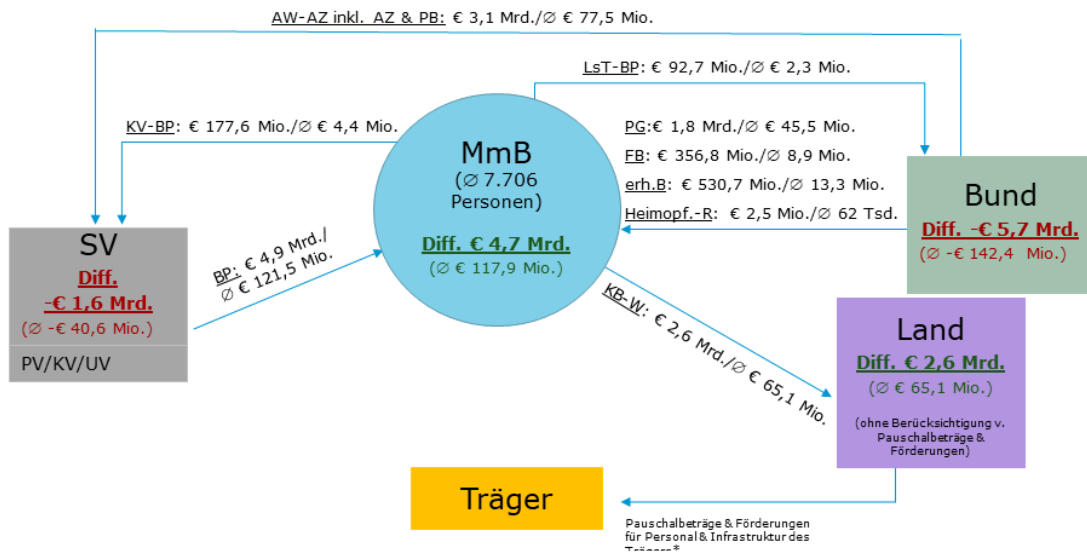 AW-AZ inkl. AZ & PB: € 3,1 Mrd./∅ € 77,5 Mio.
LsT-BP: € 92,7 Mio./∅ € 2,3 Mio.
KV-BP: € 177,6 Mio./∅ € 4,4 Mio.
MmB
(∅ 7.706
Personen)
Diff. € 4,7 Mrd.
(∅ € 117,9 Mio.)
PG:€ 1,8 Mrd./∅ € 45,5 Mio.
FB: € 356,8 Mio./∅ 8,9 Mio.
erh.B: € 530,7 Mio./∅ 13,3 Mio.
Heimopf.-R: € 2,5 Mio./∅ 62 Tsd.
Bund
Diff. -€ 5,7 Mrd.
(∅ -€ 142,4 Mio.)
SV
Diff.
-€ 1,6 Mrd.
(∅ -€ 40,6 Mio.)
PV/KV/UV
BP: € 4,9 Mrd./
∅ € 121,5 Mio.
KB-W: € 2,6 Mrd./∅ € 65,1 Mio.
Land
Diff. € 2,6 Mrd.
(∅ € 65,1 Mio.)
(ohne Berücksichtigung v.
Pauschalbeträge &
Förderungen)
Träger
Pauschalbeträge & Förderungen
für Personal & Infrastruktur des
Trägers*